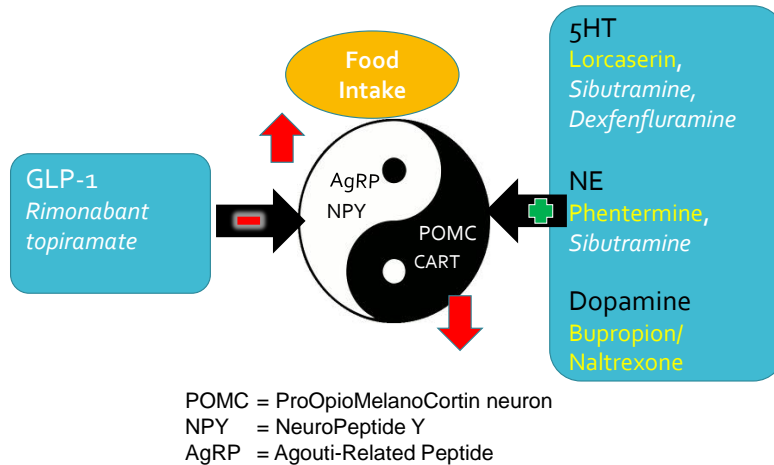 Food
Intake
GLP-1
Rimonabant
topiramate
AgRP
NPY
POMC
CART
5HT
Lorcaserin,
Sibutramine,
Dexfenfluramine
NE
Phentermine,
Sibutramine
Dopamine
Bupropion/
Naltrexone
POMC = ProOpioMelanoCortin neuron
NPY = NeuroPeptide Y
AgRP = Agouti-Related Peptide